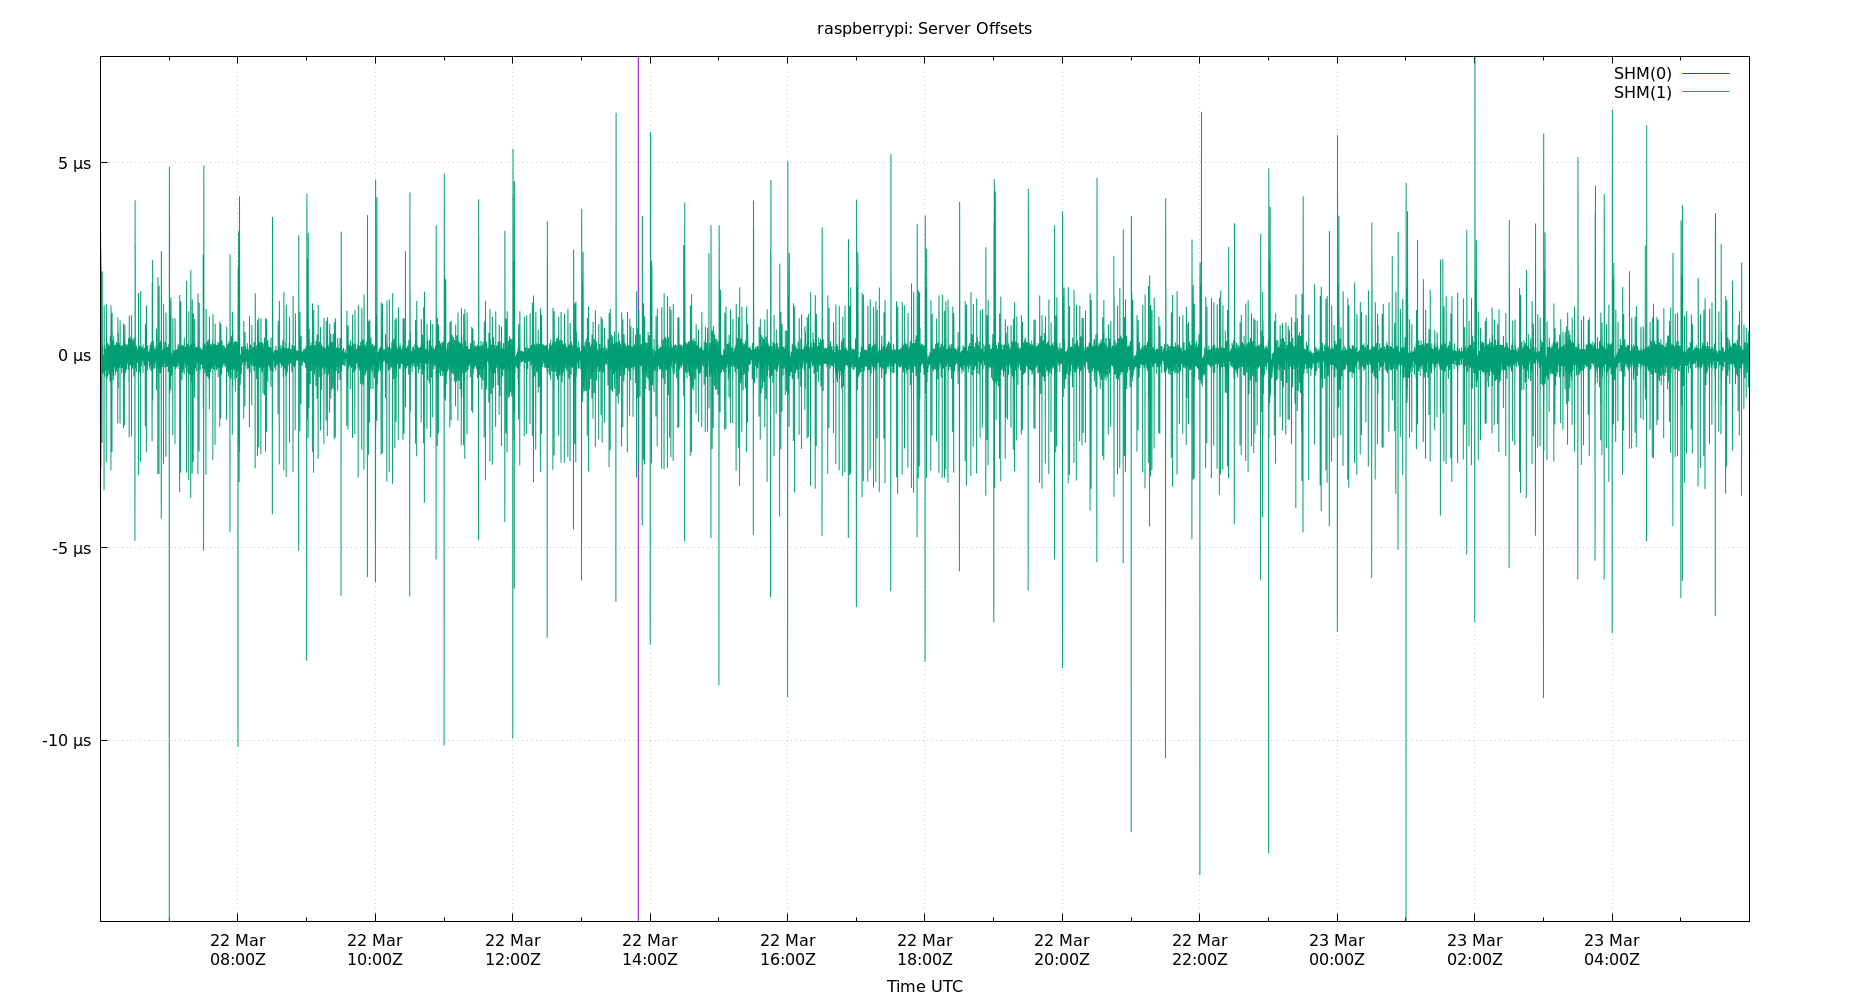 raspberrypi: Server Offsets
SHM(0)
SHM(1)
5 µs
0 µs
-5 µs
-10 µs
22 Mar 22 Mar 22 Mar 22 Mar 22 Mar 22 Mar 22 Mar 22 Mar 23 Mar 23 Mar 23 Mar
08:00Z 10:00Z 12:00Z 14:00Z 16:00Z 18:00Z 20:00Z 22:00Z 00:00Z 02:00Z 04:00Z
Time UTC